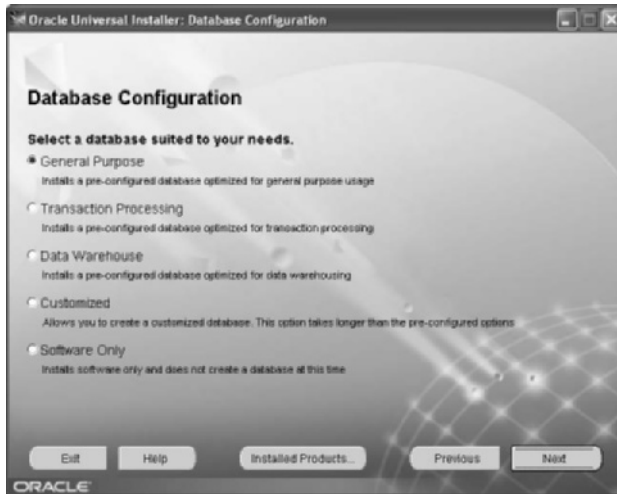 Oracle Universal Installer: Database Configuration
Database Configuration
Select a database suited to your needs.
General Purpose
Installs a pre-configured database optimized for general purpose usage
Transaction Processing
Installs a pre-configured database optimized for transaction processing
Data Warehouse
Installs a pre-configured database optimized for data warehousing
Customized
Allows you to create a customized database. This option takes longer than the pre-configured options
Software Only
Installs software only and does not create a database at this time
Exit Help Installed Products... Previous Next
ORACLE